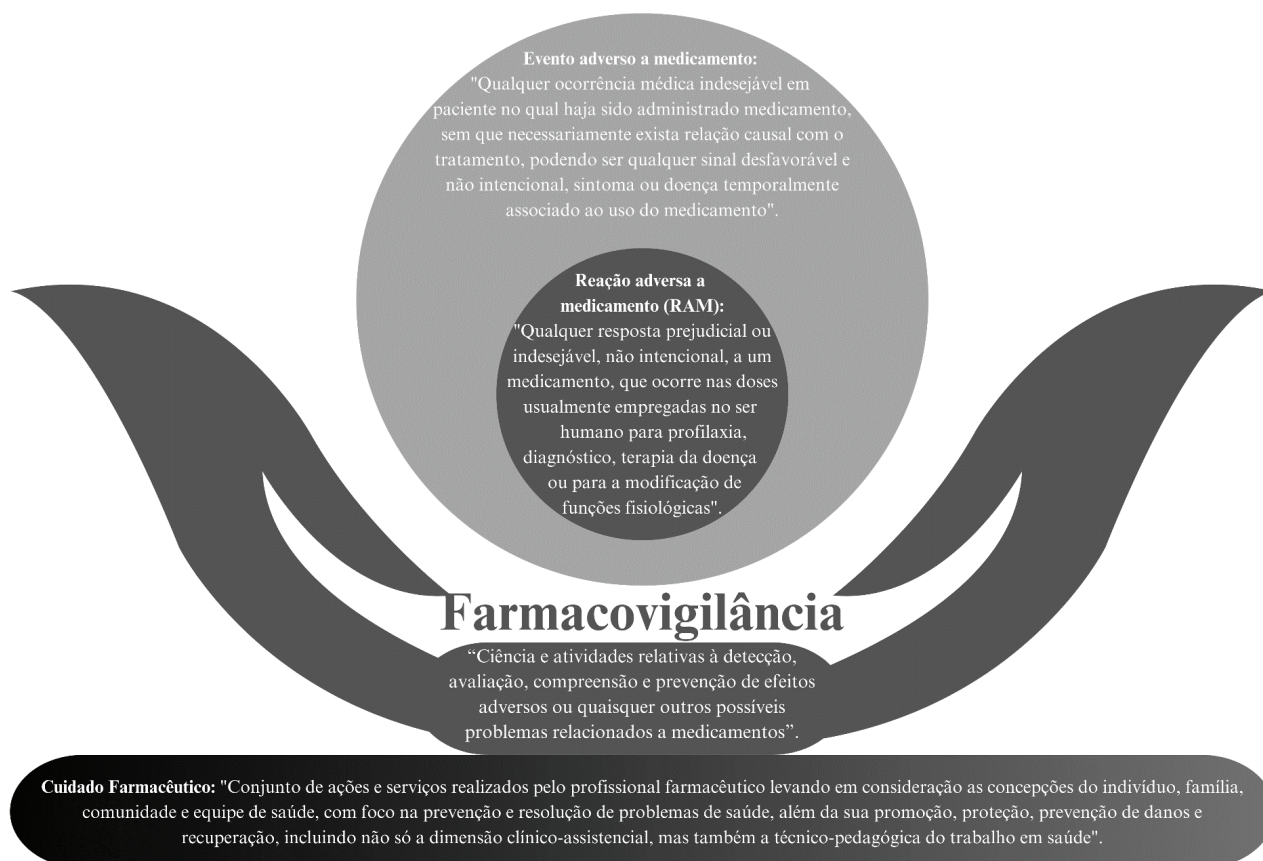 Evento adverso a medicamento:
"Qualquer ocorrência médica indesejável em
paciente no qual haja sido administrado medicamento,
sem que necessariamente exista relação causal com o
tratamento, podendo ser qualquer sinal desfavorável e
não intencional, sintoma ou doença temporalmente
associado ao uso do medicamento".
Reação adversa a
medicamento (RAM):
"Qualquer resposta prejudicial ou
indesejável, não intencional, a um
medicamento, que ocorre nas doses
usualmente empregadas no ser
humano para profilaxia,
diagnóstico, terapia da doença
ou para a modificação de
funções fisiológicas".
Farmacovigilância
“Ciência e atividades relativas à detecção,
avaliação, compreensão e prevenção de efeitos
adversos ou quaisquer outros possíveis
problemas relacionados a medicamentos”.
Cuidado Farmacêutico: "Conjunto de ações e serviços realizados pelo profissional farmacêutico levando em consideração as concepções do indivíduo, família,
comunidade e equipe de saúde, com foco na prevenção e resolução de problemas de saúde, além da sua promoção, proteção, prevenção de danos e
recuperação, incluindo não só a dimensão clínico-assistencial, mas também a técnico-pedagógica do trabalho em saúde".